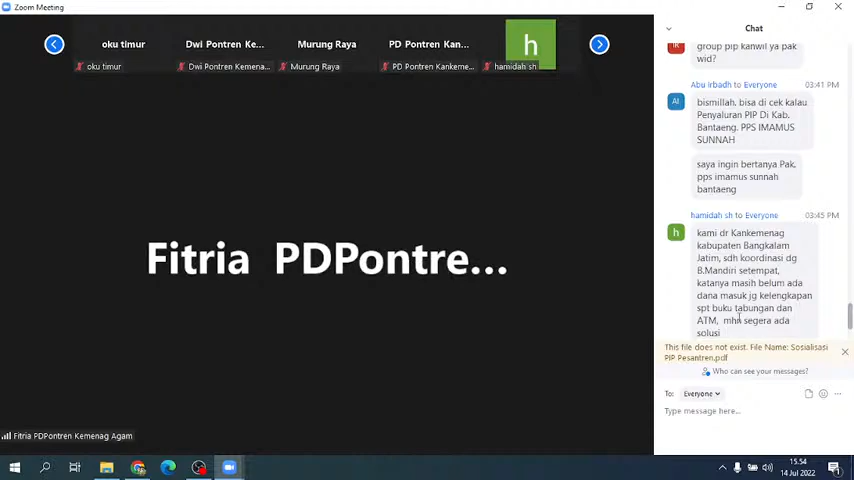 Zoom Meeting
oku timur
Dwi Pontren Ke...
Murung Raya
PD Pontren Kan...
h
oku timur
Dwi Pontren Kemena...
Murung Raya
PD Pontren Kankeme...
hamidah sh
Fitria PDPontre...
Fitria PDPontren Kemenag Agam
Chat
group pip kanwil ya pak
wid?
Abu Irbadh to Everyone 03:41 PM
AI
bismillah, bisa di cek kalau
Penyaluran PIP Di Kab.
Bantaeng. PPS IMAMUS
SUNNAH
saya ingin bertanya Pak,
pps imamus sunnah
bantaeng
hamidah sh to Everyone 03:45 PM
h
kami dr Kankemenag
kabupaten Bangkalam
Jatim, sdh koordinasi dg
B.Mandiri setempat,
katanya masih belum ada
dana masuk jg kelengkapan
spt buku tabungan dan
ATM, mhn segera ada
solusi
This file does not exist. File Name: Sosialisasi
PIP Pesantren.pdf
Who can see your messages?
To: Everyone
Type message here...
15.54
14 Jul 2022